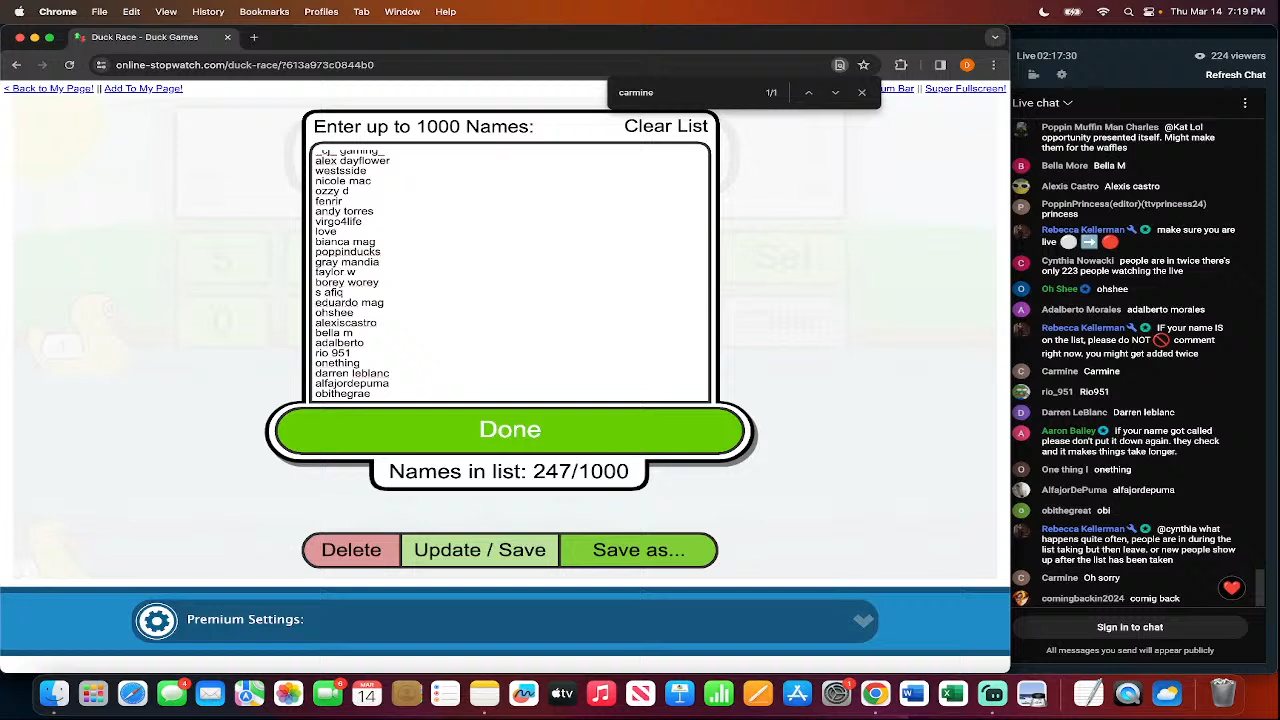 Chrome File Edit View History Bookmarks Profiles Tab Window Help Thu Mar 14 7:19 PM
Duck Race – Duck Games
online-stopwatch.com/duck-race/?613a973c0844b0
< Back to My Page! || Add To My Page!
um Bar || Super Fullscreen!
carmino 1/1
Enter up to 1000 Names: Clear List
_cj_ gaming_
alex dayflower
westsside
nicole mac
ozzy d
fenrir
andy torres
virgo4life
love
bianca mag
poppinducks
gray mandia
taylor w
borey worey
s afiq
eduardo mag
ohshee
alexiscastro
bella m
adalberto
rio 951
onething
darren leblanc
alfajordepuma
obithegrae
Done
Names in list: 247/1000
Delete Update / Save Save as...
Premium Settings:
Live 02:17:30 224 viewers
Refresh Chat
Live chat
Poppin Muffin Man Charles @Kat Lol
opportunity presented itself. Might make
them for the waffles
B Bella More Bella M
Alexis Castro Alexis castro
P PoppinPrincess(editor)(ttvprincess24)
princess
Rebecca Kellerman make sure you are
live
C Cynthia Nowacki people are in twice there's
only 223 people watching the live
O Oh Shee ohshee
A Adalberto Morales adalberto morales
Rebecca Kellerman IF your name IS
on the list, please do NOT comment
right now. you might get added twice
C Carmine Carmine
rio_951 Rio951
D Darren LeBlanc Darren leblanc
A Aaron Bailey If your name got called
please don't put it down again. they check
and it makes things take longer.
O One thing I onething
AlfajorDePuma alfajordepuma
o obithegreat obi
Rebecca Kellerman @cynthia what
happens quite often, people are in during the
list taking but then leave. or new people show
up after the list has been taken
C Carmine Oh sorry
comingbackin2024 comig back
Sign in to chat
All messages you send will appear publicly
4 6 MAR 14 tv 1